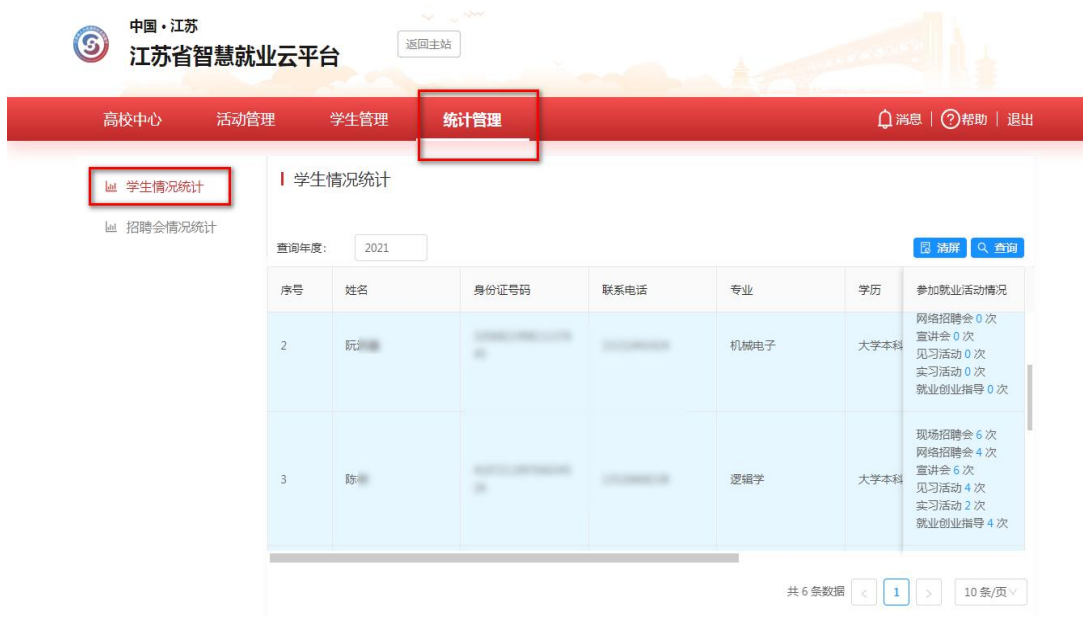 中国·江苏
江苏省智慧就业云平台
返回主站
高校中心 活动管理 学生管理 统计管理 消息 | ?帮助 | 退出
学生情况统计
招聘会情况统计
学生情况统计
查询年度: 2021 清屏 查询
序号 姓名 身份证号码 联系电话 专业 学历 参加就业活动情况
2 阮 机械电子 大学本科
网络招聘会 0 次
宣讲会 0 次
见习活动 0 次
实习活动 0 次
就业创业指导 0 次
3 陈 逻辑学 大学本科
现场招聘会 6 次
网络招聘会 4 次
宣讲会 6 次
见习活动 4 次
实习活动 2 次
就业创业指导 4 次
共 6 条数据 < 1 > 10 条/页